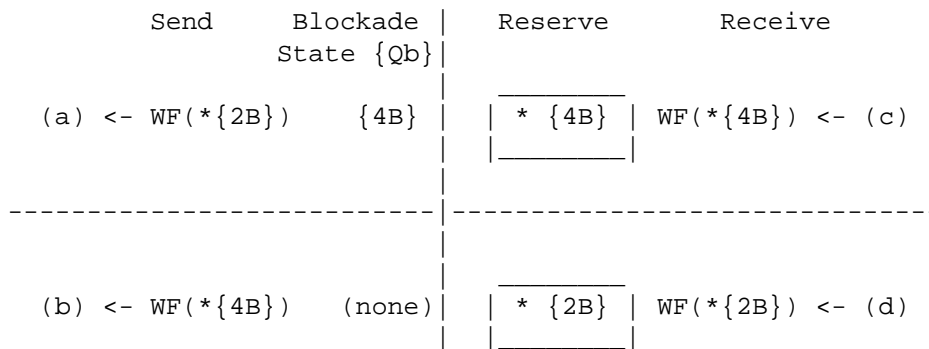 Send Blockade | Reserve Receive
State {Qb}|
| ________
(a) <- WF(*{2B}) {4B} | | * {4B} | WF(*{4B}) <- (c)
| |________|
|
---------------------------|-------------------------------
|
| ________
(b) <- WF(*{4B}) (none)| | * {2B} | WF(*{2B}) <- (d)
| |________|